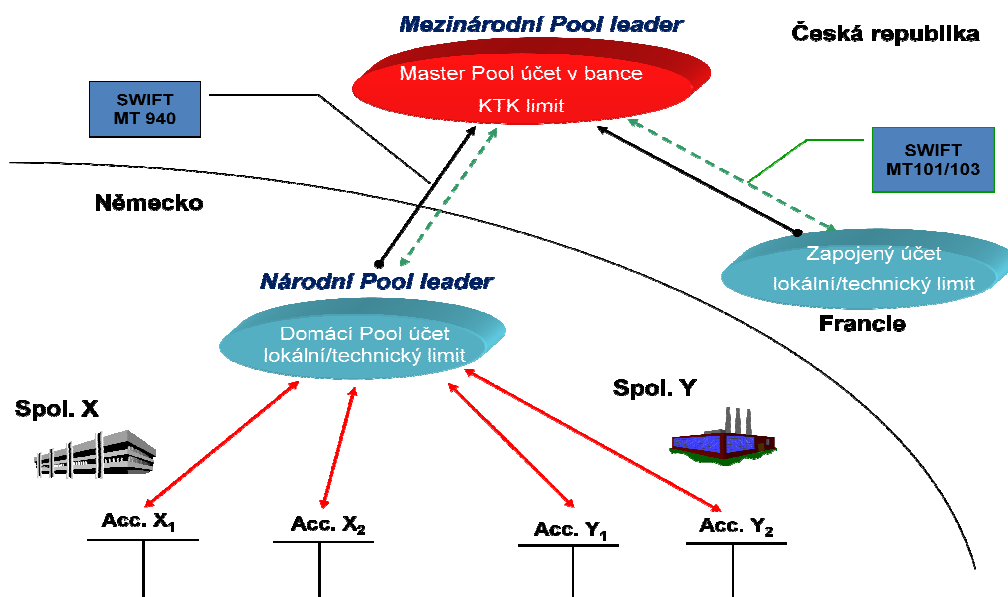 Mezinárodní Pool leader
Česká republika
Master Pool účet v bance
KTK limit
SWIFT
MT 940
SWIFT
MT101/103
Německo
Národní Pool leader
Zapojený účet
lokální/technický limit
Francie
Domácí Pool účet
lokální/technický limit
Spol. X
Spol. Y
Acc. X₁
Acc. X₂
Acc. Y₁
Acc. Y₂